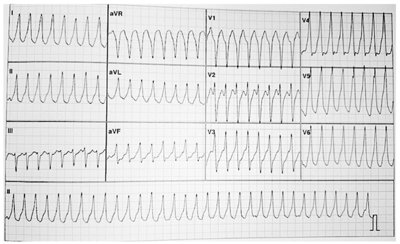 I aVR V1 V4
II aVL V2 V5
III aVF V3 V6
II